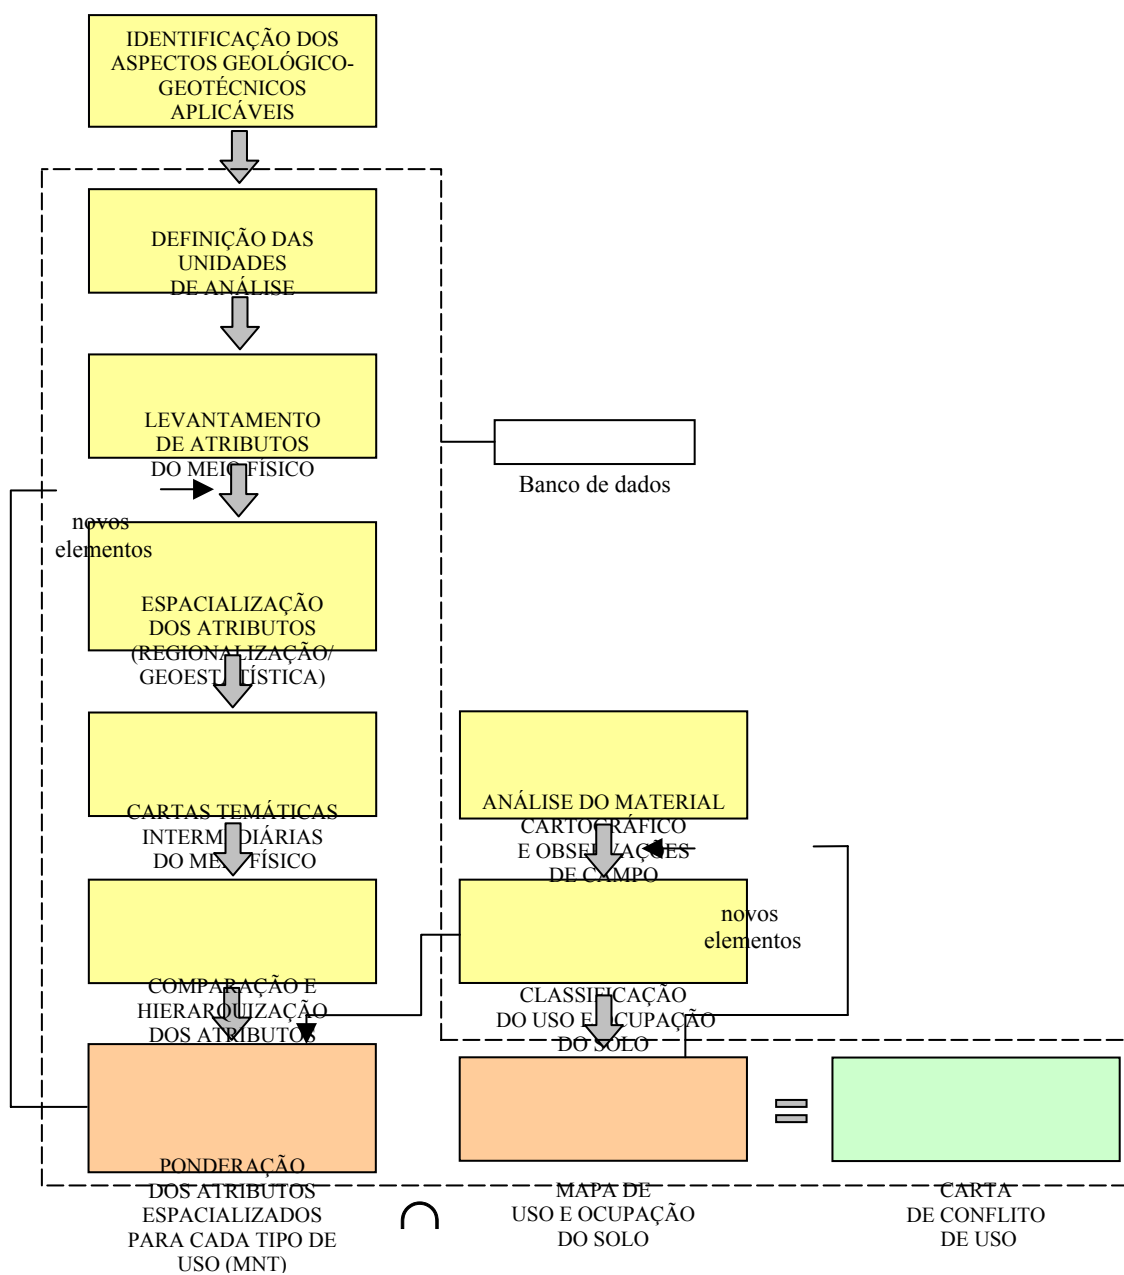 IDENTIFICAÇÃO DOS
ASPECTOS GEOLÓGICO-
GEOTÉCNICOS
APLICÁVEIS
DEFINIÇÃO DAS
UNIDADES
DE ANÁLISE
LEVANTAMENTO
DE ATRIBUTOS
DO MEIO FÍSICO
Banco de dados
novos
elementos
ESPACIALIZAÇÃO
DOS ATRIBUTOS
(REGIONALIZAÇÃO/
GEOESTATÍSTICA)
CARTAS TEMÁTICAS
INTERMEDIÁRIAS
DO MEIO FÍSICO
ANÁLISE DO MATERIAL
CARTOGRÁFICO
E OBSERVAÇÕES
DE CAMPO
novos
elementos
COMPARAÇÃO E
HIERARQUIZAÇÃO
DOS ATRIBUTOS
CLASSIFICAÇÃO
DO USO E OCUPAÇÃO
DO SOLO
PONDERAÇÃO
DOS ATRIBUTOS
ESPACIALIZADOS
PARA CADA TIPO DE
USO (MNT)
∩
MAPA DE
USO E OCUPAÇÃO
DO SOLO
=
CARTA
DE CONFLITO
DE USO